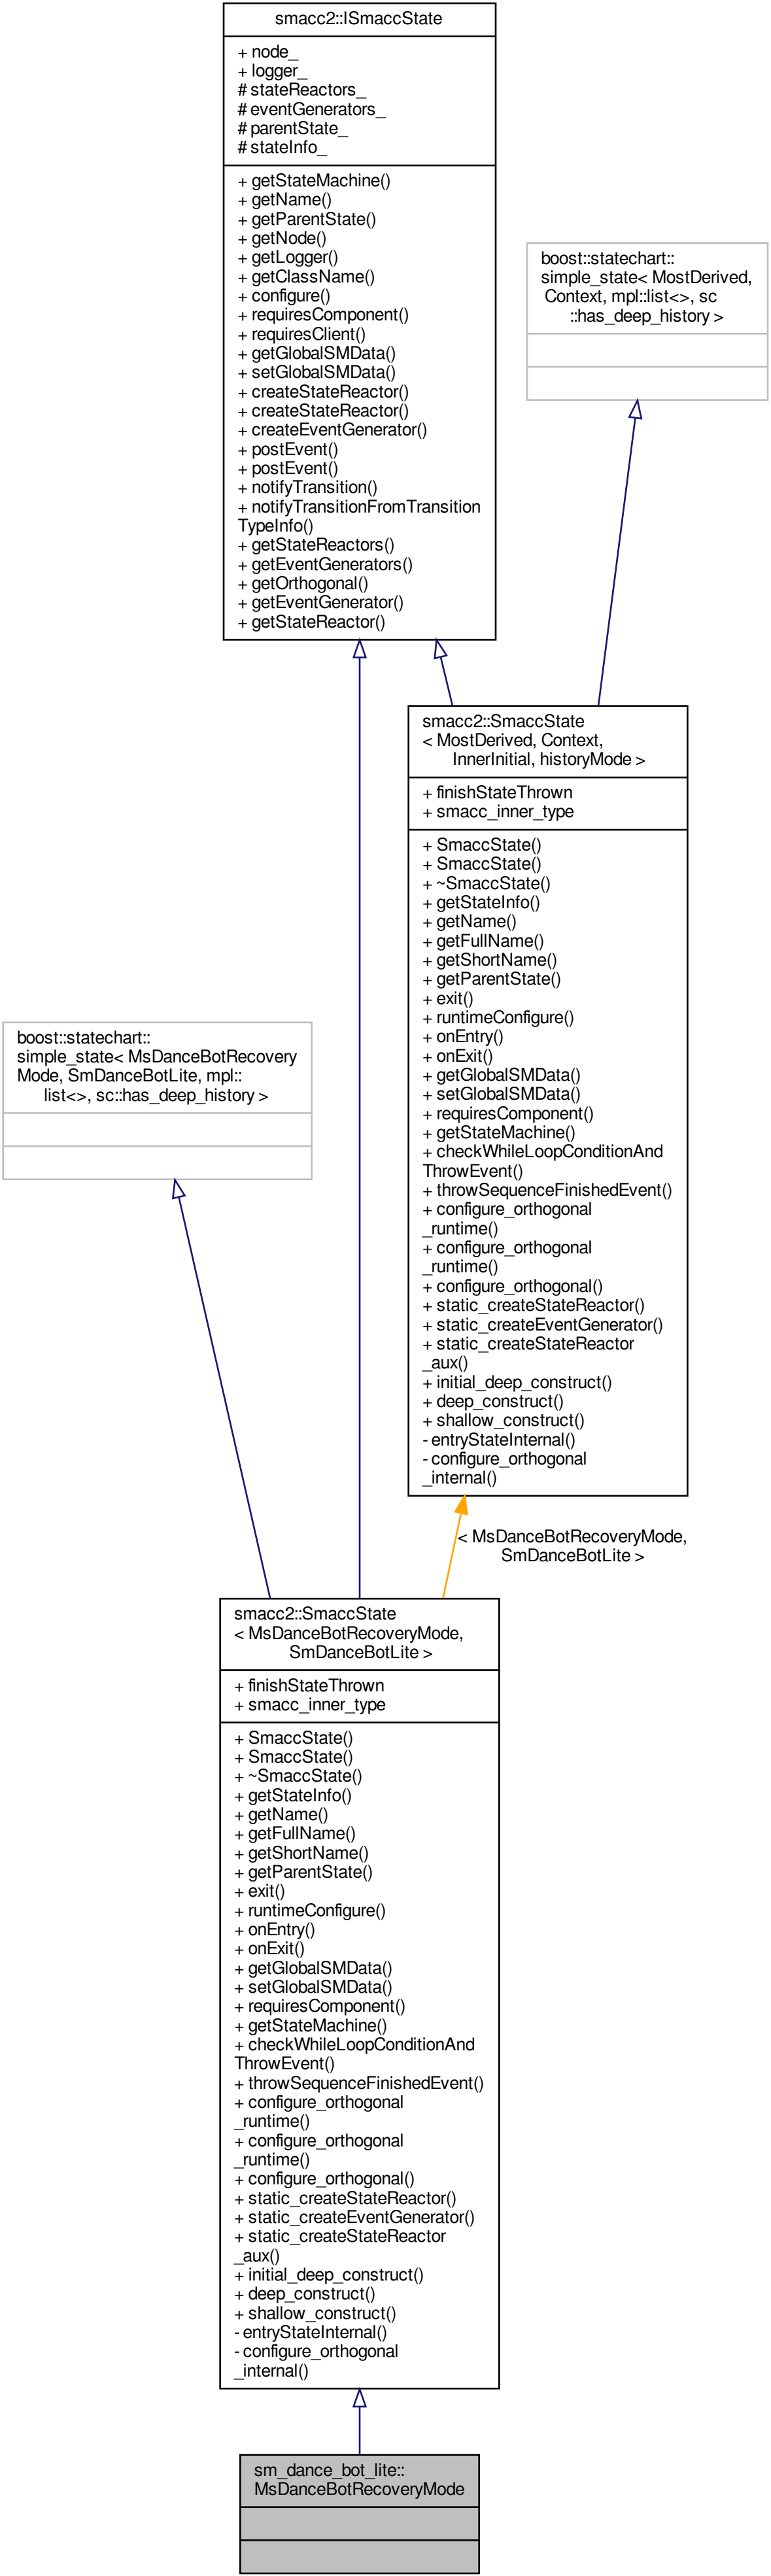 smacc2::ISmaccState
+ node_
+ logger_
# stateReactors_
# eventGenerators_
# parentState_
# stateInfo_
+ getStateMachine()
+ getName()
+ getParentState()
+ getNode()
+ getLogger()
+ getClassName()
+ configure()
+ requiresComponent()
+ requiresClient()
+ getGlobalSMData()
+ setGlobalSMData()
+ createStateReactor()
+ createStateReactor()
+ createEventGenerator()
+ postEvent()
+ postEvent()
+ notifyTransition()
+ notifyTransitionFromTransition
TypeInfo()
+ getStateReactors()
+ getEventGenerators()
+ getOrthogonal()
+ getEventGenerator()
+ getStateReactor()
boost::statechart::
simple_state< MostDerived,
Context, mpl::list<>, sc
::has_deep_history >
smacc2::SmaccState
< MostDerived, Context,
InnerInitial, historyMode >
+ finishStateThrown
+ smacc_inner_type
+ SmaccState()
+ SmaccState()
+ ~SmaccState()
+ getStateInfo()
+ getName()
+ getFullName()
+ getShortName()
+ getParentState()
+ exit()
+ runtimeConfigure()
+ onEntry()
+ onExit()
+ getGlobalSMData()
+ setGlobalSMData()
+ requiresComponent()
+ getStateMachine()
+ checkWhileLoopConditionAnd
ThrowEvent()
+ throwSequenceFinishedEvent()
+ configure_orthogonal
_runtime()
+ configure_orthogonal
_runtime()
+ configure_orthogonal()
+ static_createStateReactor()
+ static_createEventGenerator()
+ static_createStateReactor
_aux()
+ initial_deep_construct()
+ deep_construct()
+ shallow_construct()
- entryStateInternal()
- configure_orthogonal
_internal()
boost::statechart::
simple_state< MsDanceBotRecovery
Mode, SmDanceBotLite, mpl::
list<>, sc::has_deep_history >
< MsDanceBotRecoveryMode,
SmDanceBotLite >
smacc2::SmaccState
< MsDanceBotRecoveryMode,
SmDanceBotLite >
+ finishStateThrown
+ smacc_inner_type
+ SmaccState()
+ SmaccState()
+ ~SmaccState()
+ getStateInfo()
+ getName()
+ getFullName()
+ getShortName()
+ getParentState()
+ exit()
+ runtimeConfigure()
+ onEntry()
+ onExit()
+ getGlobalSMData()
+ setGlobalSMData()
+ requiresComponent()
+ getStateMachine()
+ checkWhileLoopConditionAnd
ThrowEvent()
+ throwSequenceFinishedEvent()
+ configure_orthogonal
_runtime()
+ configure_orthogonal
_runtime()
+ configure_orthogonal()
+ static_createStateReactor()
+ static_createEventGenerator()
+ static_createStateReactor
_aux()
+ initial_deep_construct()
+ deep_construct()
+ shallow_construct()
- entryStateInternal()
- configure_orthogonal
_internal()
sm_dance_bot_lite::
MsDanceBotRecoveryMode